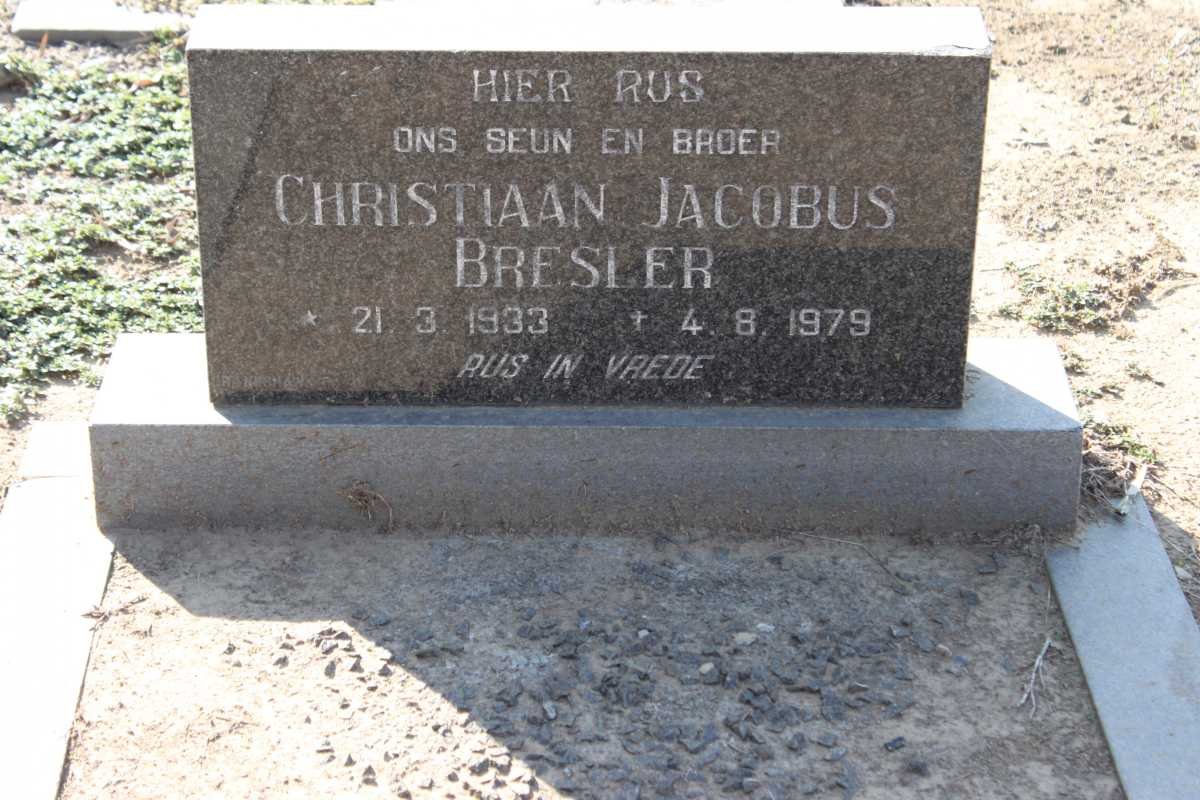 HIER RUS
ONS SEUN EN BROER
CHRISTIAAN JACOBUS
BRESLER
* 21. 3. 1933 + 4. 8. 1979
RUS IN VREDE